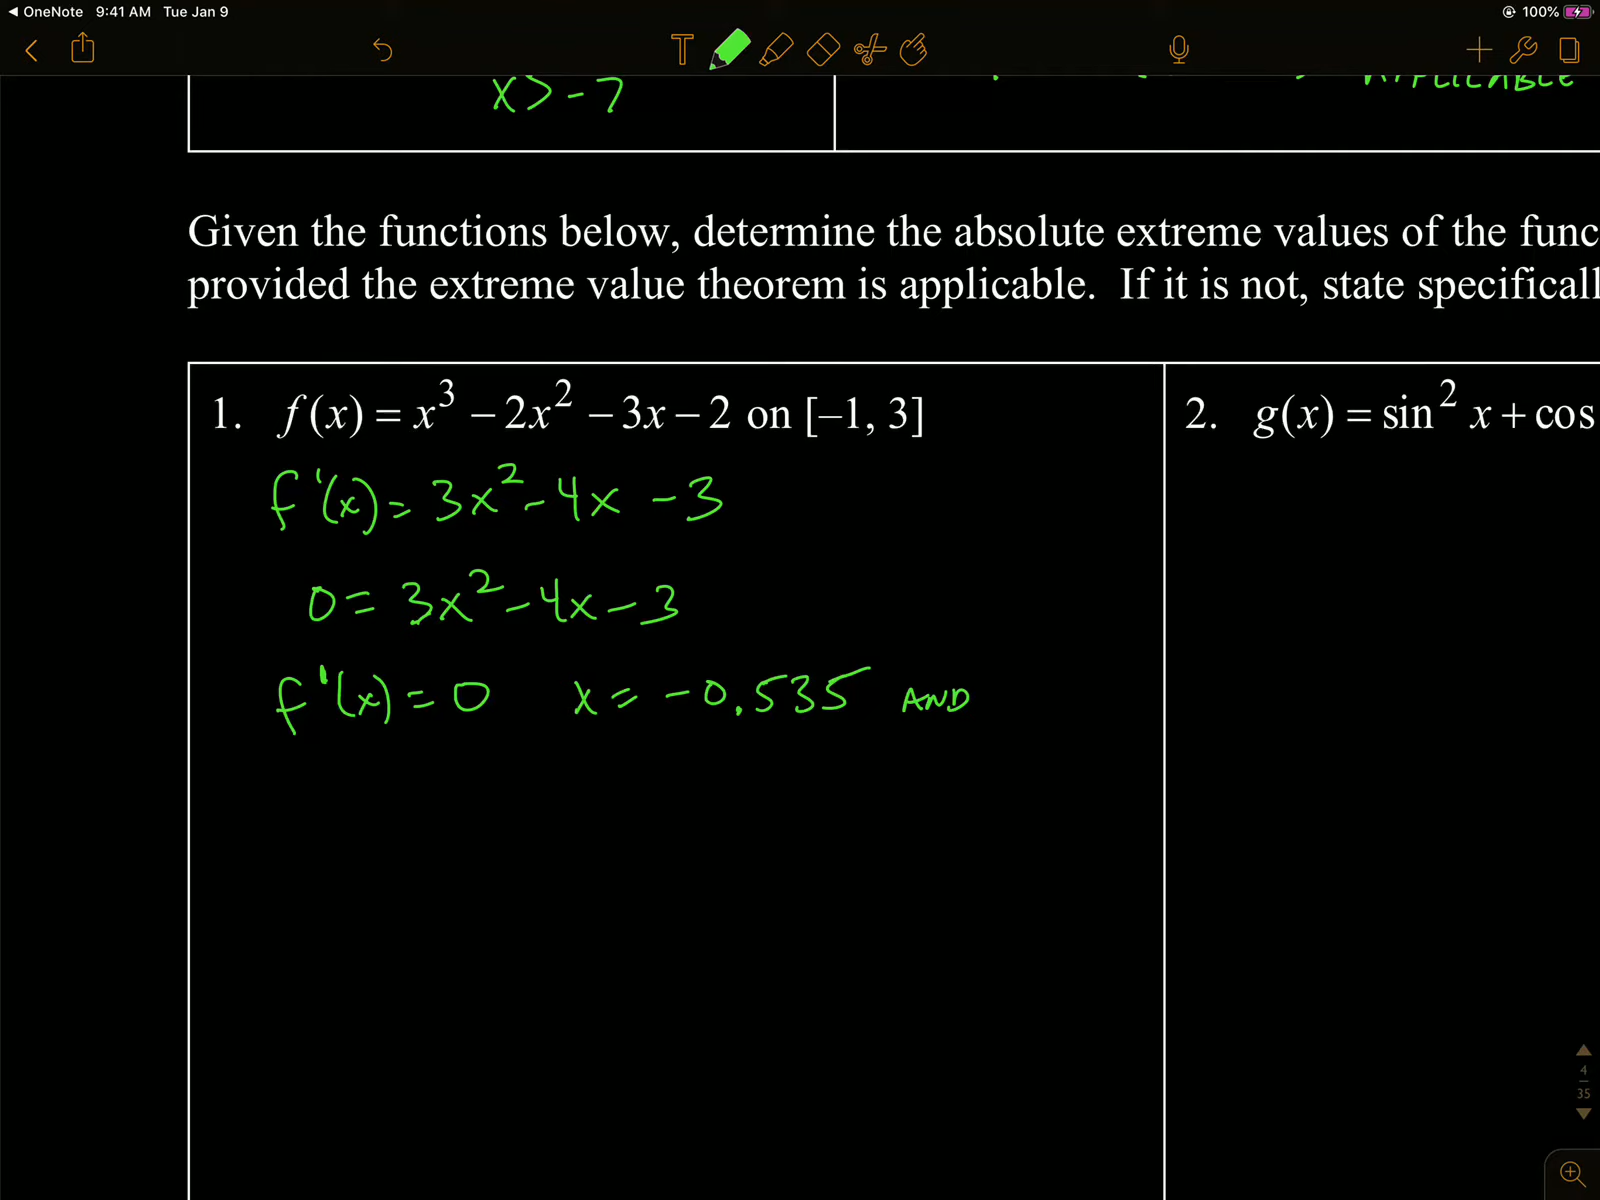 OneNote 9:41 AM Tue Jan 9 100%
T
x > -7
Given the functions below, determine the absolute extreme values of the func
provided the extreme value theorem is applicable. If it is not, state specificall
1. f(x) = x³ − 2x² − 3x − 2 on [−1, 3]
f'(x) = 3x² - 4x - 3
0 = 3x² - 4x - 3
f'(x) = 0 x = -0.535 AND
2. g(x) = sin² x + cos
4
35